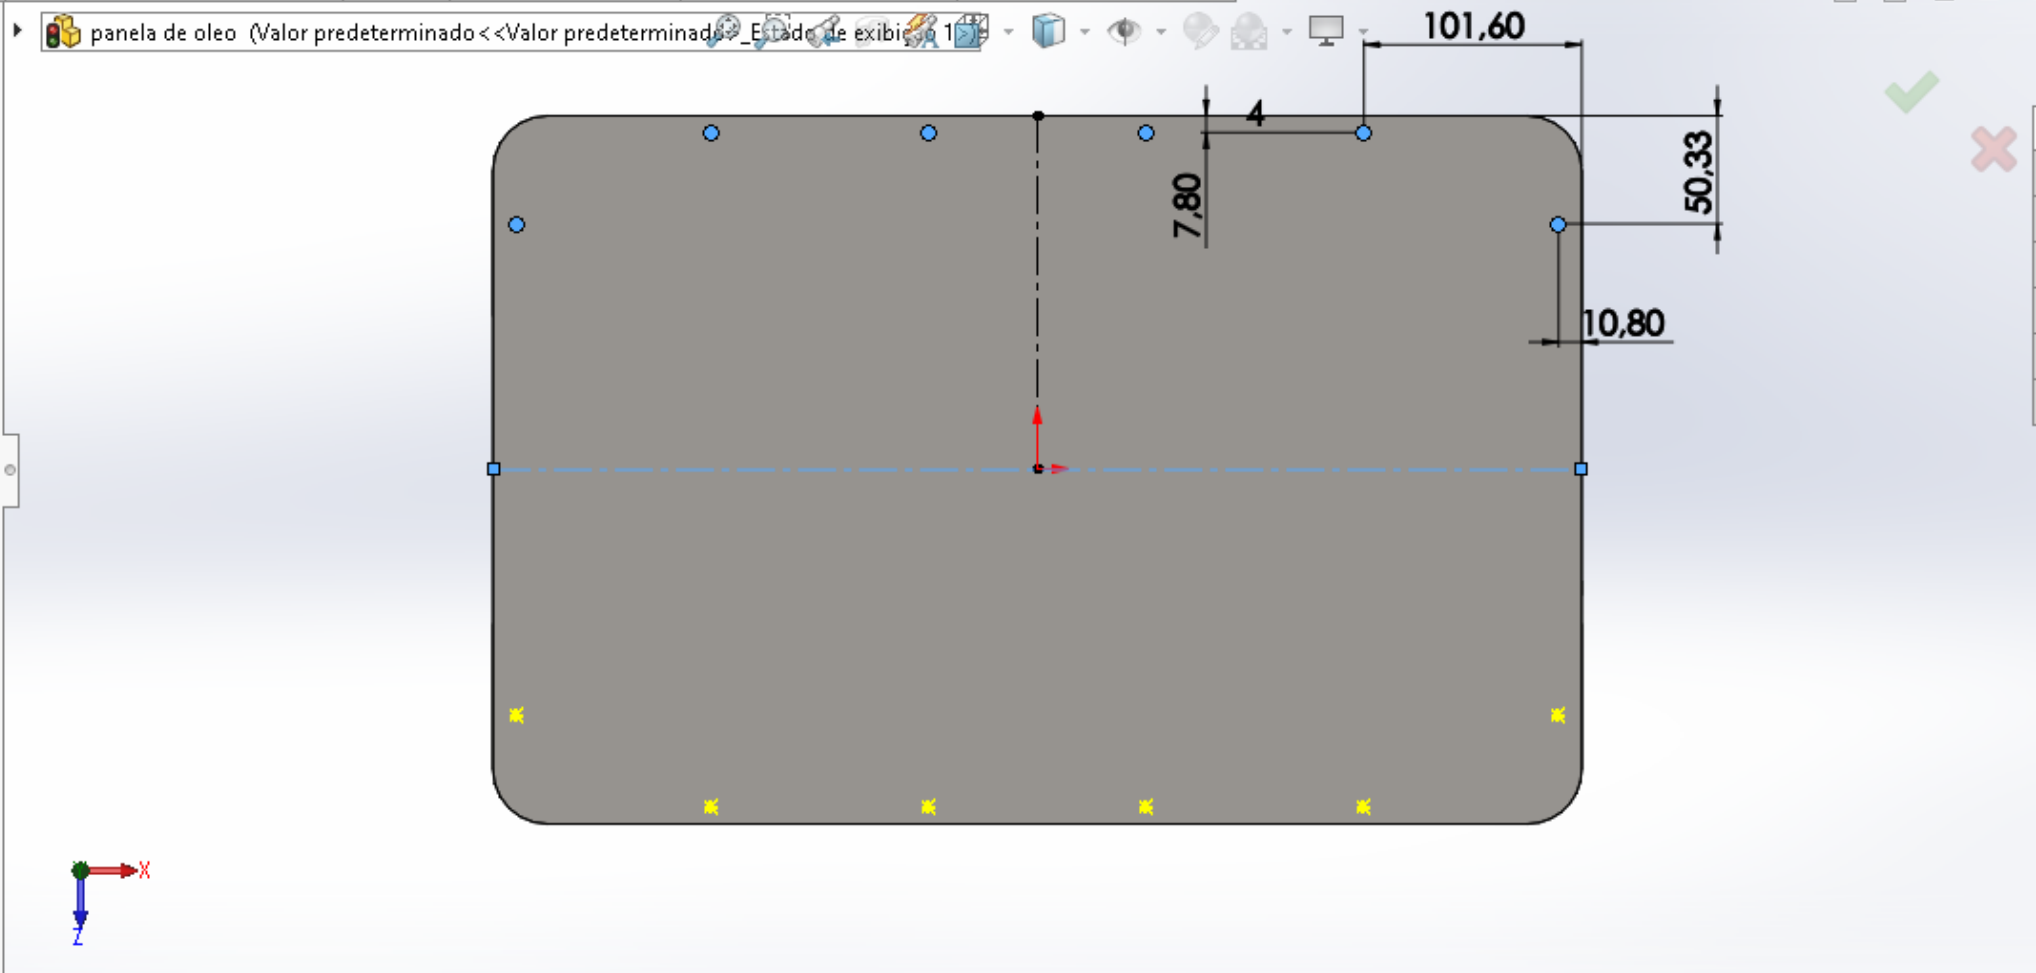 panela de oleo (Valor predeterminado<<Valor predeterminado>_Estado de exibição 1>)
101,60
4
7,80
50,33
10,80
X
Z